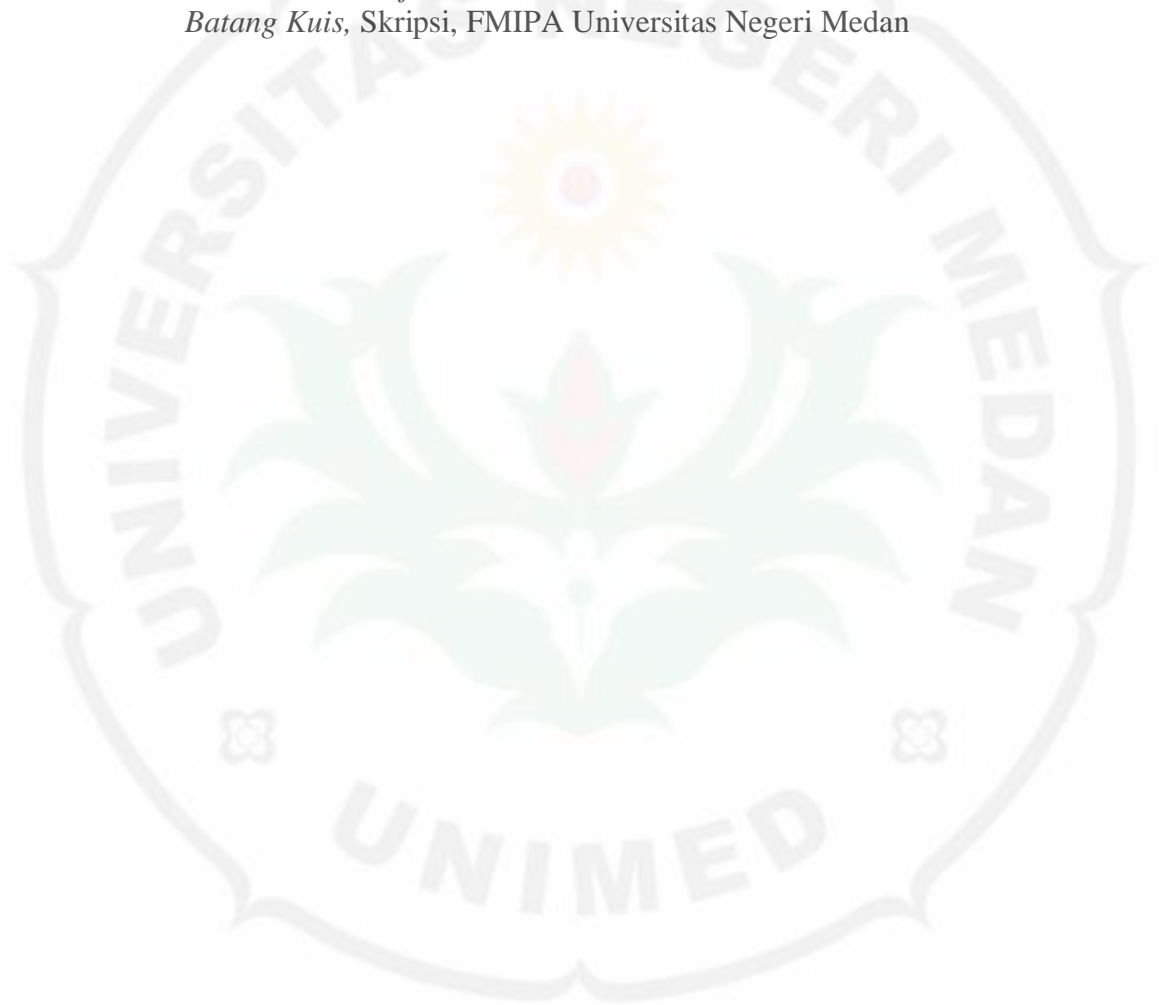 Batang Kuis, Skripsi, FMIPA Universitas Negeri Medan
UNIVERSITAS NEGERI MEDAN
UNIMED